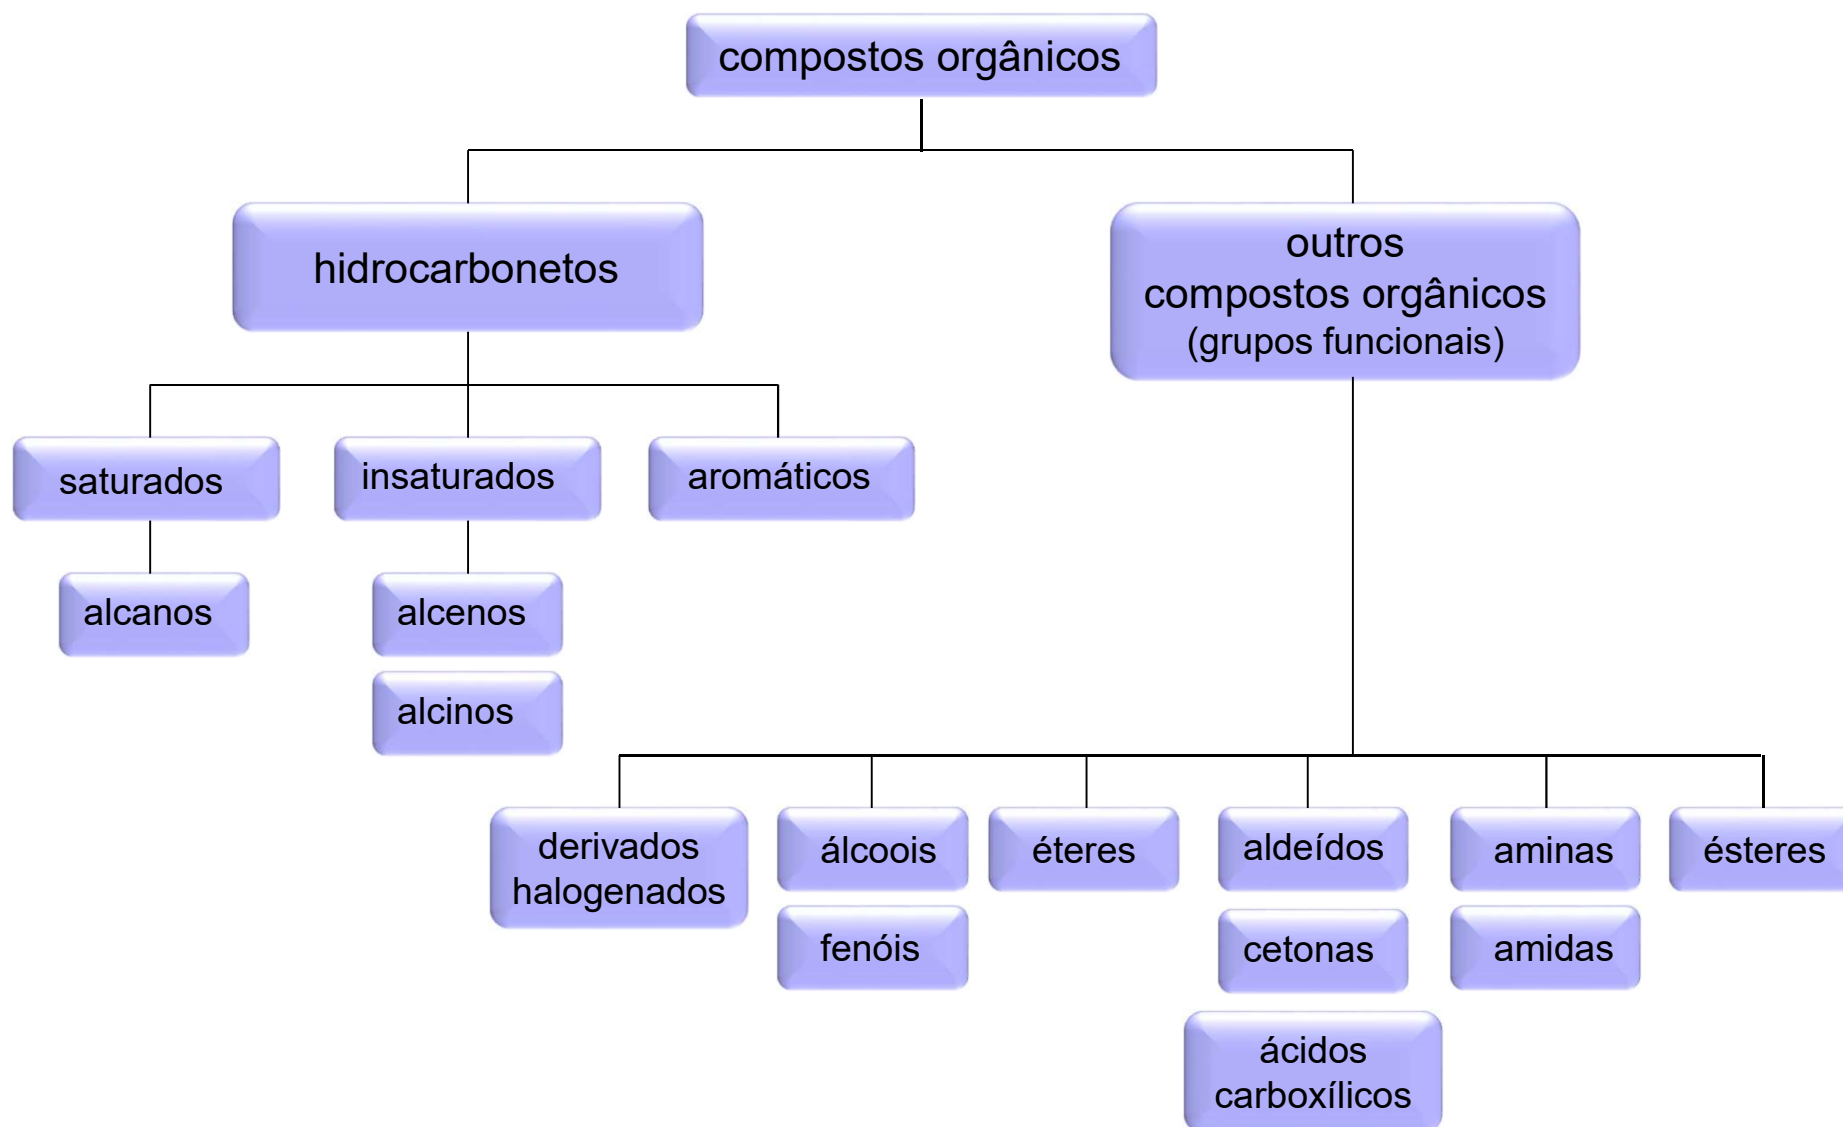 compostos orgânicos
hidrocarbonetos
outros
compostos orgânicos
(grupos funcionais)
saturados
insaturados
aromáticos
alcanos
alcenos
alcinos
derivados
halogenados
álcoois
fenóis
éteres
aldeídos
cetonas
ácidos
carboxílicos
aminas
amidas
ésteres